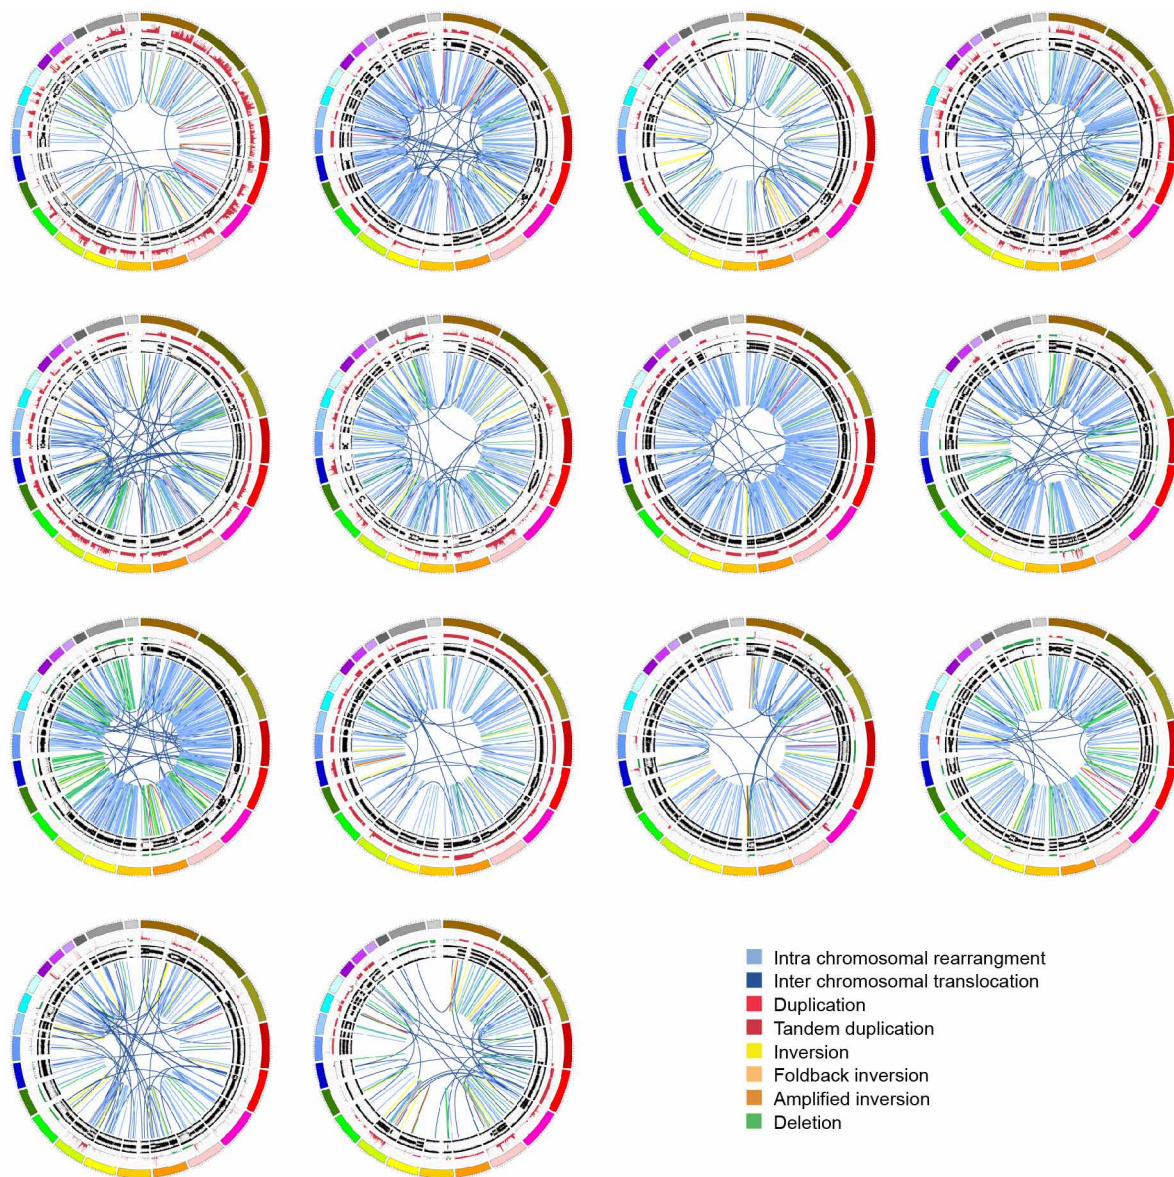 Intra chromosomal rearrangment
Inter chromosomal translocation
Duplication
Tandem duplication
Inversion
Foldback inversion
Amplified inversion
Deletion